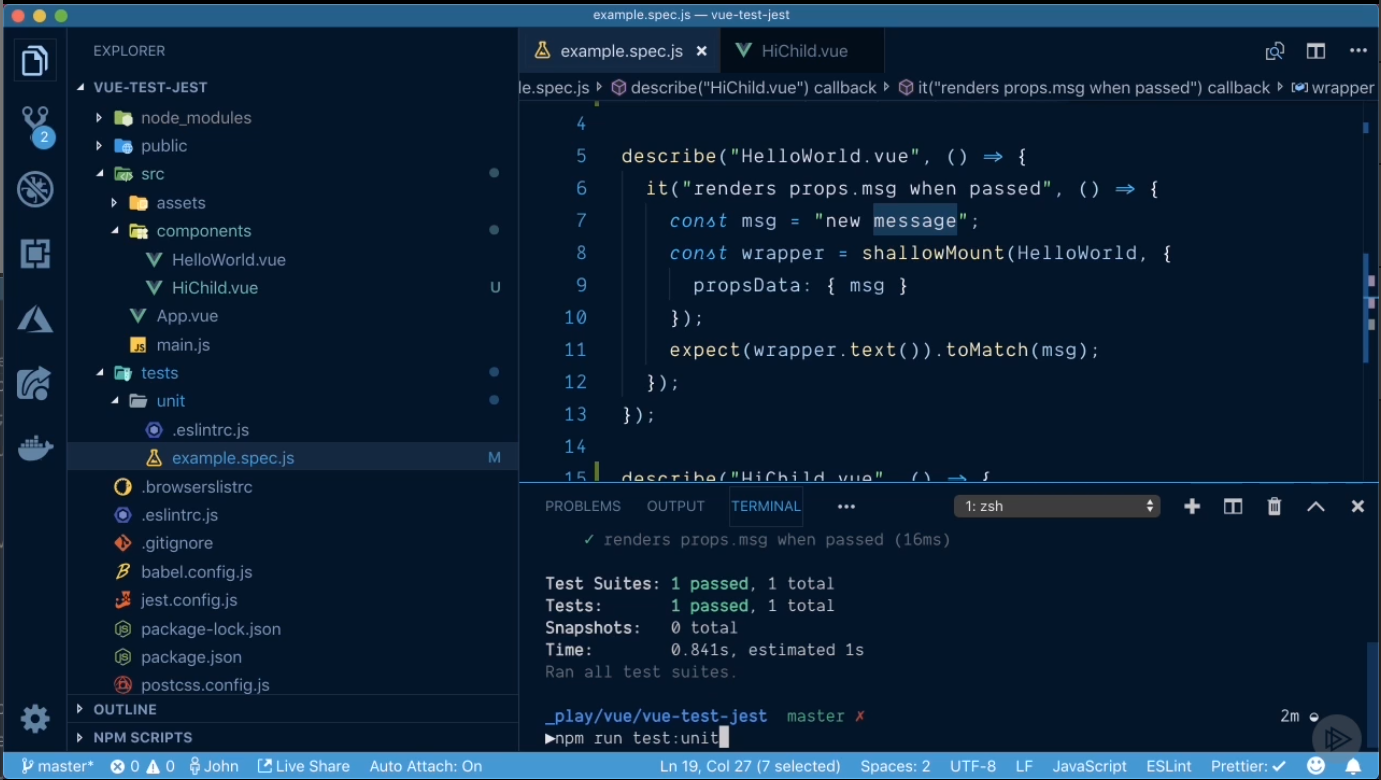 example.spec.js — vue-test-jest
EXPLORER
VUE-TEST-JEST
node_modules
public
src
assets
components
HelloWorld.vue
HiChild.vue U
App.vue
main.js
tests
unit
.eslintrc.js
example.spec.js M
.browserslistrc
.eslintrc.js
.gitignore
babel.config.js
jest.config.js
package-lock.json
package.json
postcss.config.js
OUTLINE
NPM SCRIPTS
2
example.spec.js × HiChild.vue
le.spec.js describe("HiChild.vue") callback it("renders props.msg when passed") callback wrapper
4
5 describe("HelloWorld.vue", () => {
6 it("renders props.msg when passed", () => {
7 const msg = "new message";
8 const wrapper = shallowMount(HelloWorld, {
9 propsData: { msg }
10 });
11 expect(wrapper.text()).toMatch(msg);
12 });
13 });
14
15 describe("HiChild.vue", () => {
PROBLEMS OUTPUT TERMINAL ••• 1: zsh
✓ renders props.msg when passed (16ms)
Test Suites: 1 passed, 1 total
Tests: 1 passed, 1 total
Snapshots: 0 total
Time: 0.841s, estimated 1s
Ran all test suites.
_play/vue/vue-test-jest master ✗ 2m
▶npm run test:unit
master* 0 0 John Live Share Auto Attach: On Ln 19, Col 27 (7 selected) Spaces: 2 UTF-8 LF JavaScript ESLint Prettier: ✓